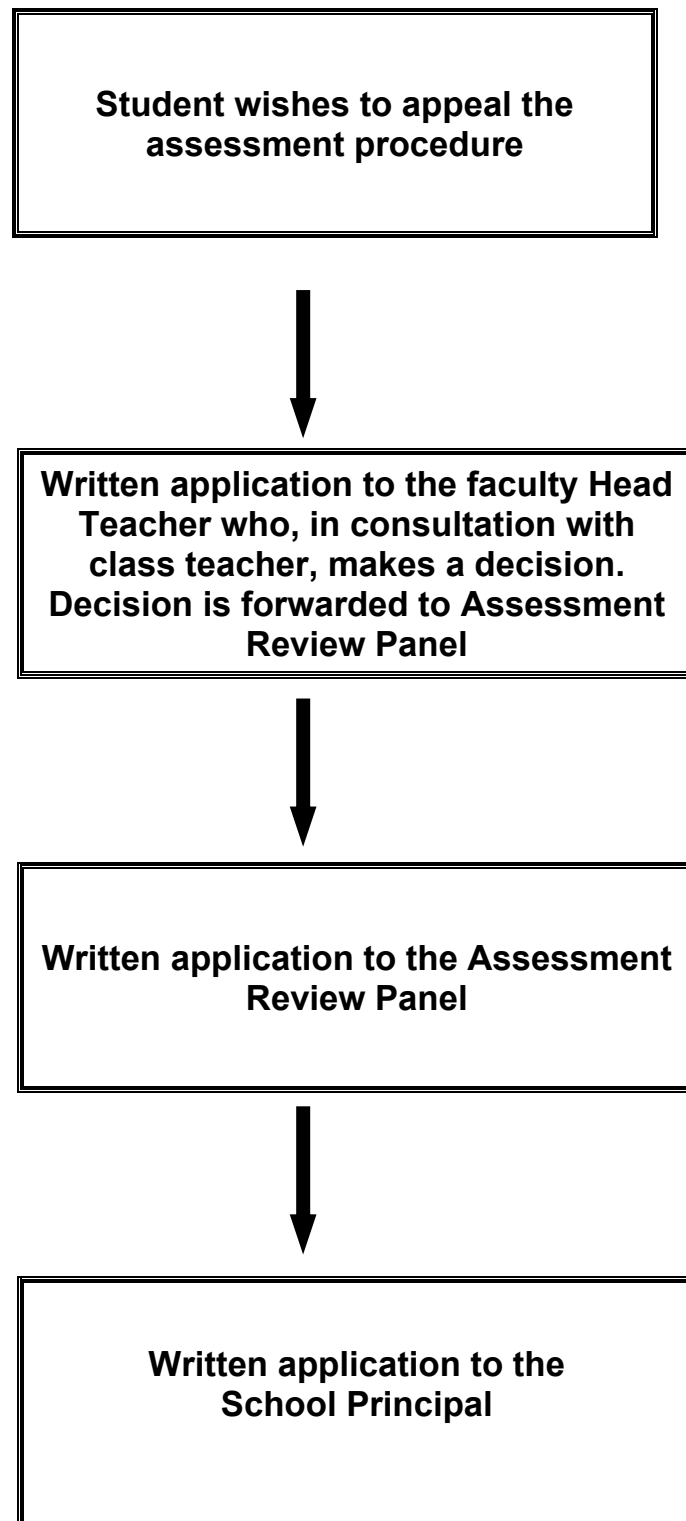 Student wishes to appeal the
assessment procedure
Written application to the faculty Head
Teacher who, in consultation with
class teacher, makes a decision.
Decision is forwarded to Assessment
Review Panel
Written application to the Assessment
Review Panel
Written application to the
School Principal